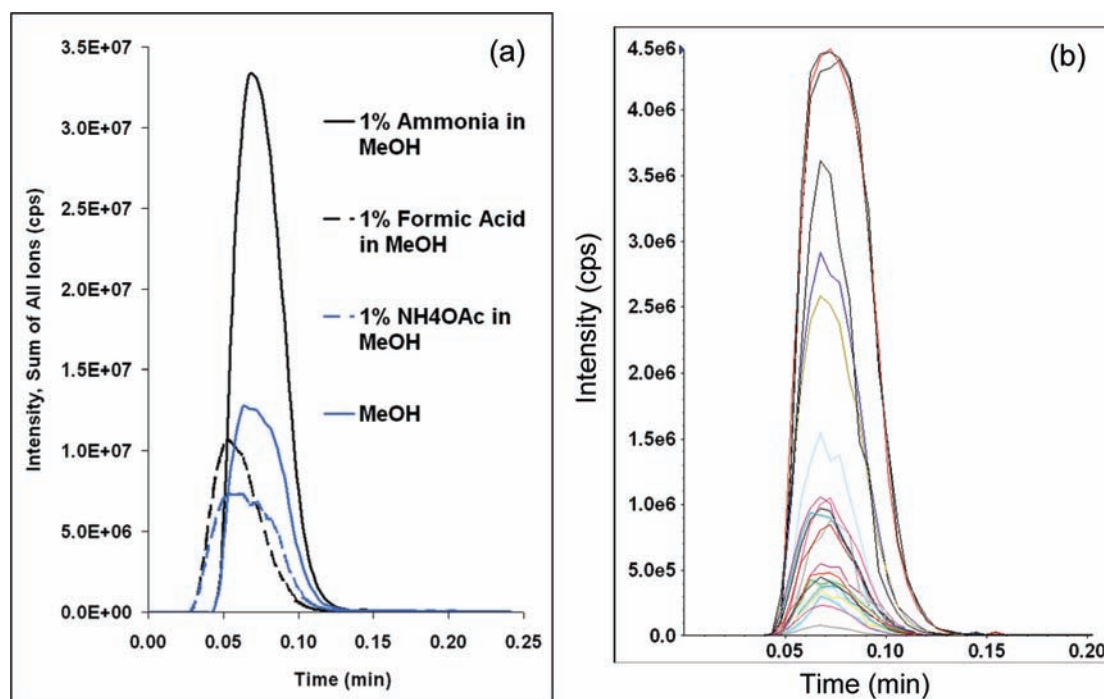 (a)
3.5E+07
3.0E+07
2.5E+07
2.0E+07
1.5E+07
1.0E+07
5.0E+06
0.0E+00
Intensity, Sum of All Ions (cps)
1% Ammonia in
MeOH
1% Formic Acid
in MeOH
1% NH4OAc in
MeOH
MeOH
0.00 0.05 0.10 0.15 0.20 0.25
Time (min)
(b)
4.5e6
4.0e6
3.5e6
3.0e6
2.5e6
2.0e6
1.5e6
1.0e6
5.0e5
0.0
Intensity (cps)
0.05 0.10 0.15 0.20
Time (min)